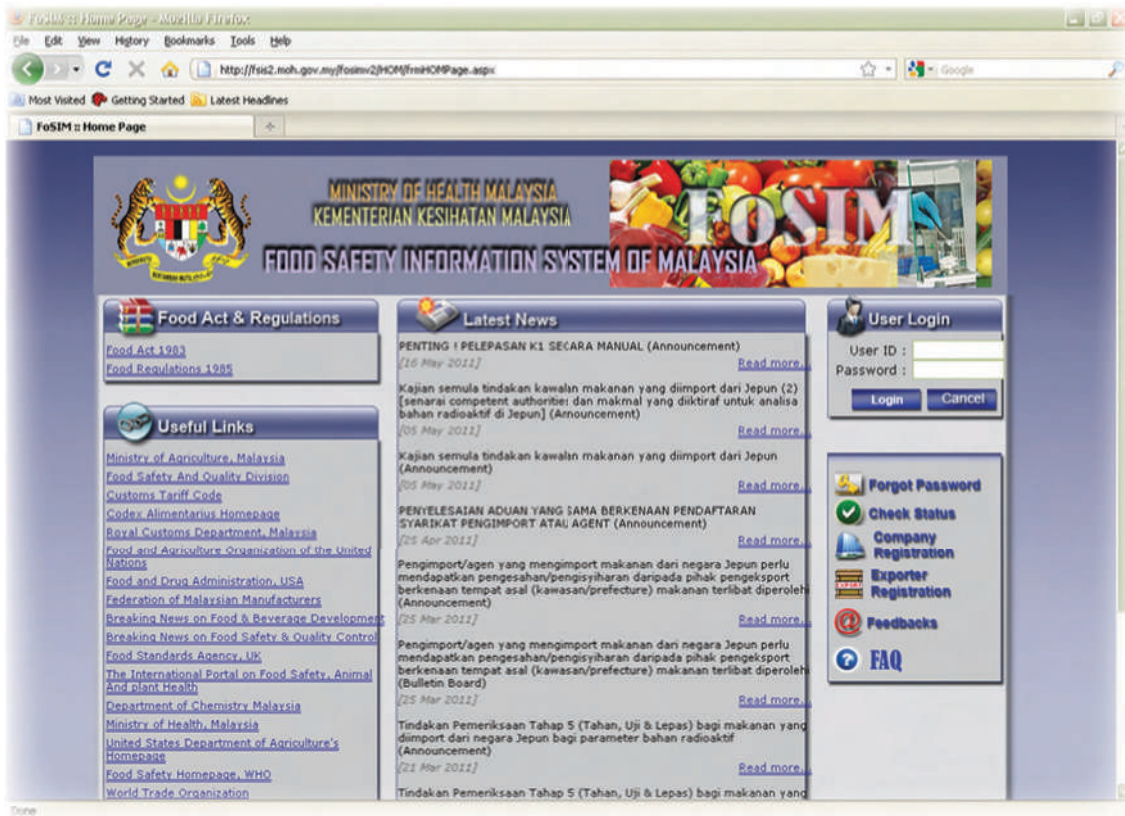 FoSIM :: Home Page - Mozilla Firefox
File Edit View History Bookmarks Tools Help
http://fsis2.moh.gov.my/fosimv2/HOM/frmHOMPage.aspx
Google
Most Visited Getting Started Latest Headlines
FoSIM :: Home Page
MINISTRY OF HEALTH MALAYSIA
KEMENTERIAN KESIHATAN MALAYSIA
FoSIM
FOOD SAFETY INFORMATION SYSTEM OF MALAYSIA
Food Act & Regulations
Food Act 1983
Food Regulations 1985
Useful Links
Ministry of Agriculture, Malaysia
Food Safety And Quality Division
Customs Tariff Code
Codex Alimentarius Homepage
Royal Customs Department, Malaysia
Food and Agriculture Organization of the United
Nations
Food and Drug Administration, USA
Federation of Malaysian Manufacturers
Breaking News on Food & Beverage Development
Breaking News on Food Safety & Quality Control
Food Standards Agency, UK
The International Portal on Food Safety, Animal
And plant Health
Department of Chemistry Malaysia
Ministry of Health, Malaysia
United States Department of Agriculture's
Homepage
Food Safety Homepage, WHO
World Trade Organization
Latest News
PENTING ! PELEPASAN K1 SECARA MANUAL (Announcement)
[16 May 2011] Read more...
Kajian semula tindakan kawalan makanan yang diimport dari Jepun (2)
[senarai competent authorities dan makmal yang diiktiraf untuk analisa
bahan radioaktif di Jepun] (Announcement)
[05 May 2011] Read more...
Kajian semula tindakan kawalan makanan yang diimport dari Jepun
(Announcement)
[05 May 2011] Read more...
PENYELESAIAN ADUAN YANG SAMA BERKENAAN PENDAFTARAN
SYARIKAT PENGIMPORT ATAU AGENT (Announcement)
[25 Apr 2011] Read more...
Pengimport/agen yang mengimport makanan dari negara Jepun perlu
mendapatkan pengesahan/pengisyiharan daripada pihak pengeksport
berkenaan tempat asal (kawasan/prefecture) makanan terlibat diperolehi
(Announcement)
[25 Mar 2011] Read more...
Pengimport/agen yang mengimport makanan dari negara Jepun perlu
mendapatkan pengesahan/pengisyiharan daripada pihak pengeksport
berkenaan tempat asal (kawasan/prefecture) makanan terlibat diperolehi
(Bulletin Board)
[25 Mar 2011] Read more...
Tindakan Pemeriksaan Tahap 5 (Tahan, Uji & Lepas) bagi makanan yang
diimport dari negara Jepun bagi parameter bahan radioaktif
(Announcement)
[21 Mar 2011] Read more...
Tindakan Pemeriksaan Tahap 5 (Tahan, Uji & Lepas) bagi makanan yang
User Login
User ID :
Password :
Login Cancel
Forgot Password
Check Status
Company
Registration
EXPORT
Exporter
Registration
Feedbacks
FAQ
Done